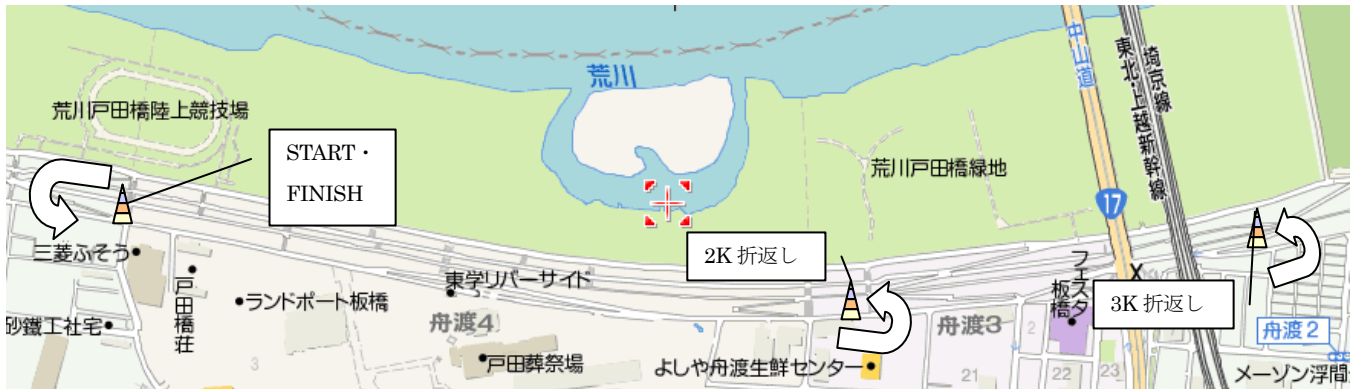 荒川
荒川戸田橋陸上競技場
START・
FINISH
中山道
埼京線
東北・上越新幹線
荒川戸田橋緑地
17
三菱ふそう
戸田橋荘
ランドポート板橋
東学リバーサイド
2K 折返し
フェスタ
板橋
3K 折返し
砂鐵工社宅
舟渡4
舟渡3
2
舟渡2
戸田葬祭場
よしや舟渡生鮮センター
3
21
22
23
メーゾン浮間